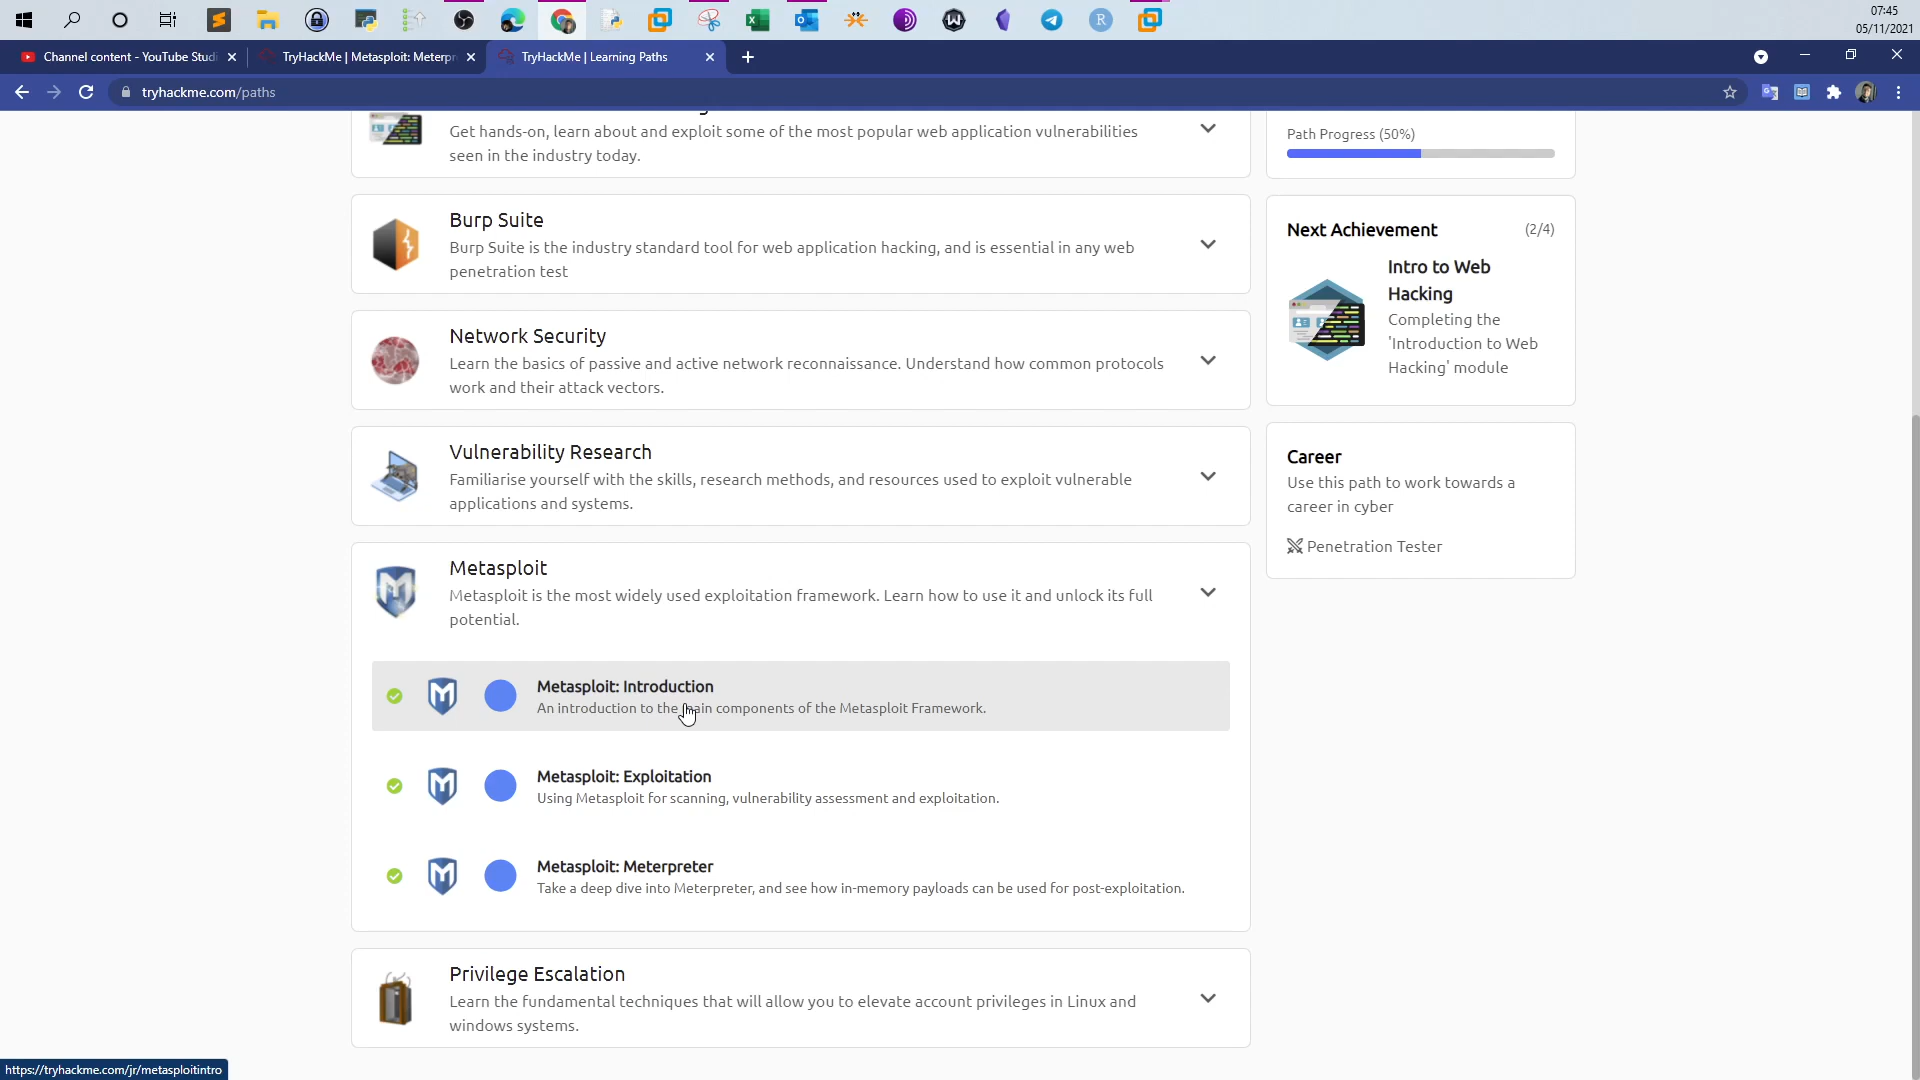 07:45
05/11/2021
Channel content - YouTube Studi
TryHackMe | Metasploit: Meterpr
TryHackMe | Learning Paths
tryhackme.com/paths
Get hands-on, learn about and exploit some of the most popular web application vulnerabilities
seen in the industry today.
Burp Suite
Burp Suite is the industry standard tool for web application hacking, and is essential in any web
penetration test
Network Security
Learn the basics of passive and active network reconnaissance. Understand how common protocols
work and their attack vectors.
Vulnerability Research
Familiarise yourself with the skills, research methods, and resources used to exploit vulnerable
applications and systems.
Metasploit
Metasploit is the most widely used exploitation framework. Learn how to use it and unlock its full
potential.
Metasploit: Introduction
An introduction to the main components of the Metasploit Framework.
Metasploit: Exploitation
Using Metasploit for scanning, vulnerability assessment and exploitation.
Metasploit: Meterpreter
Take a deep dive into Meterpreter, and see how in-memory payloads can be used for post-exploitation.
Privilege Escalation
Learn the fundamental techniques that will allow you to elevate account privileges in Linux and
windows systems.
Path Progress (50%)
Next Achievement (2/4)
Intro to Web
Hacking
Completing the
'Introduction to Web
Hacking' module
Career
Use this path to work towards a
career in cyber
Penetration Tester
https://tryhackme.com/jr/metasploitintro